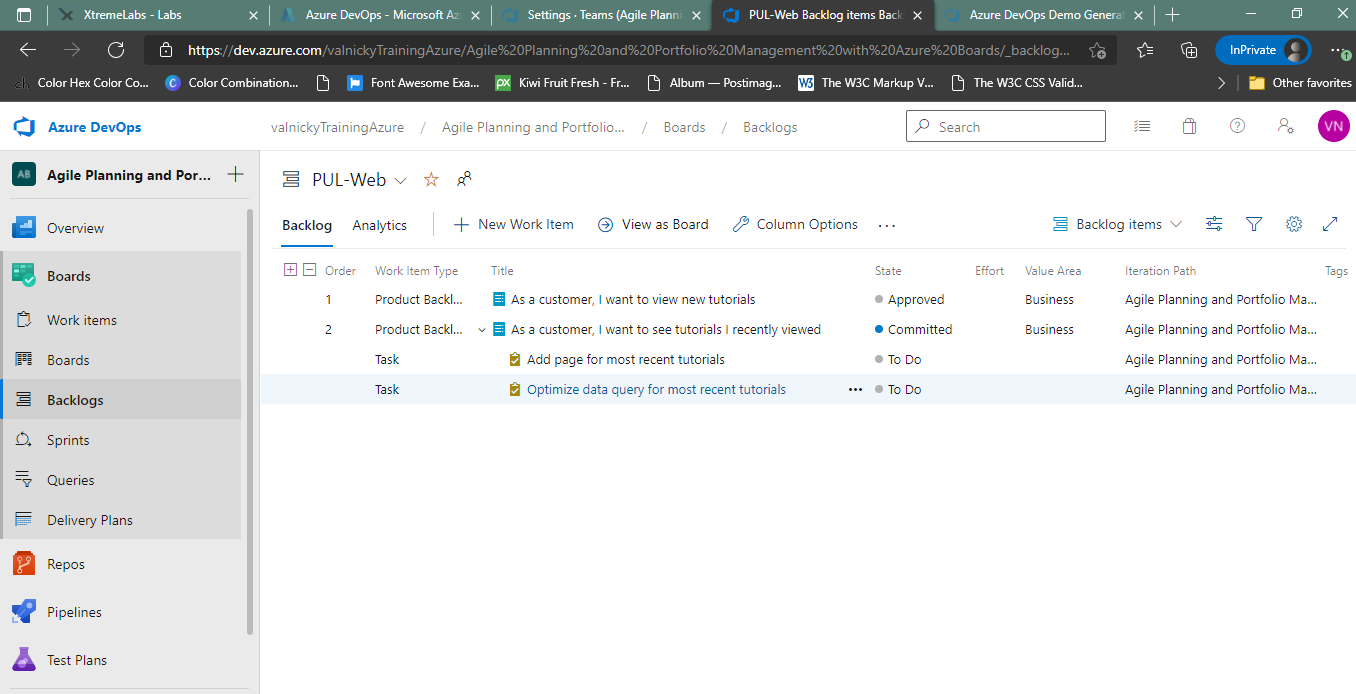 XtremeLabs - Labs
Azure DevOps - Microsoft Az
Settings · Teams (Agile Planni
PUL-Web Backlog items Back
Azure DevOps Demo Generat
https://dev.azure.com/valnickyTrainingAzure/Agile%20Planning%20and%20Portfolio%20Management%20with%20Azure%20Boards/_backlog...
InPrivate
ch Color Hex Color Co...
C Color Combination...
Font Awesome Exa...
px Kiwi Fruit Fresh - Fr...
Album — Postimag...
W3 The W3C Markup V...
The W3C CSS Valid...
Other favorites
Azure DevOps
valnickyTrainingAzure / Agile Planning and Portfolio... / Boards / Backlogs
Search
VN
AB Agile Planning and Por...
Overview
Boards
Work items
Boards
Backlogs
Sprints
Queries
Delivery Plans
Repos
Pipelines
Test Plans
PUL-Web
Backlog Analytics New Work Item View as Board Column Options ... Backlog items
Order Work Item Type Title State Effort Value Area Iteration Path Tags
1 Product Backl... As a customer, I want to view new tutorials Approved Business Agile Planning and Portfolio Ma...
2 Product Backl... As a customer, I want to see tutorials I recently viewed Committed Business Agile Planning and Portfolio Ma...
Task Add page for most recent tutorials To Do Agile Planning and Portfolio Ma...
Task Optimize data query for most recent tutorials ... To Do Agile Planning and Portfolio Ma...